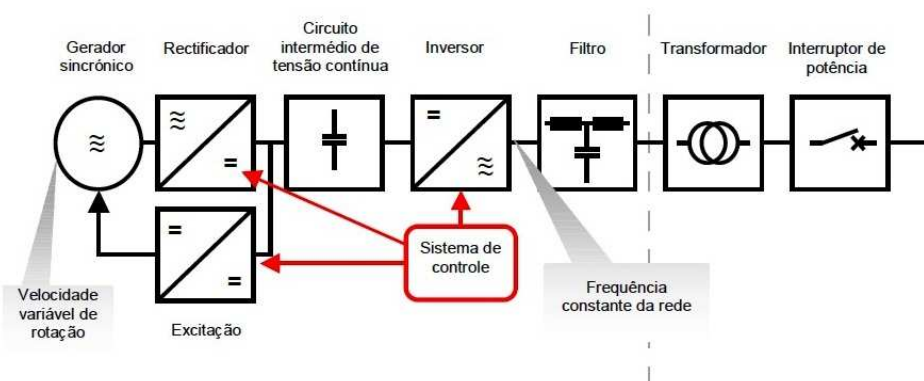 Gerador
sincrónico
Rectificador
Circuito
intermédio de
tensão contínua
Inversor
Filtro
Transformador
Interruptor de
potência
Sistema de
controle
Velocidade
variável de
rotação
Excitação
Frequência
constante da rede